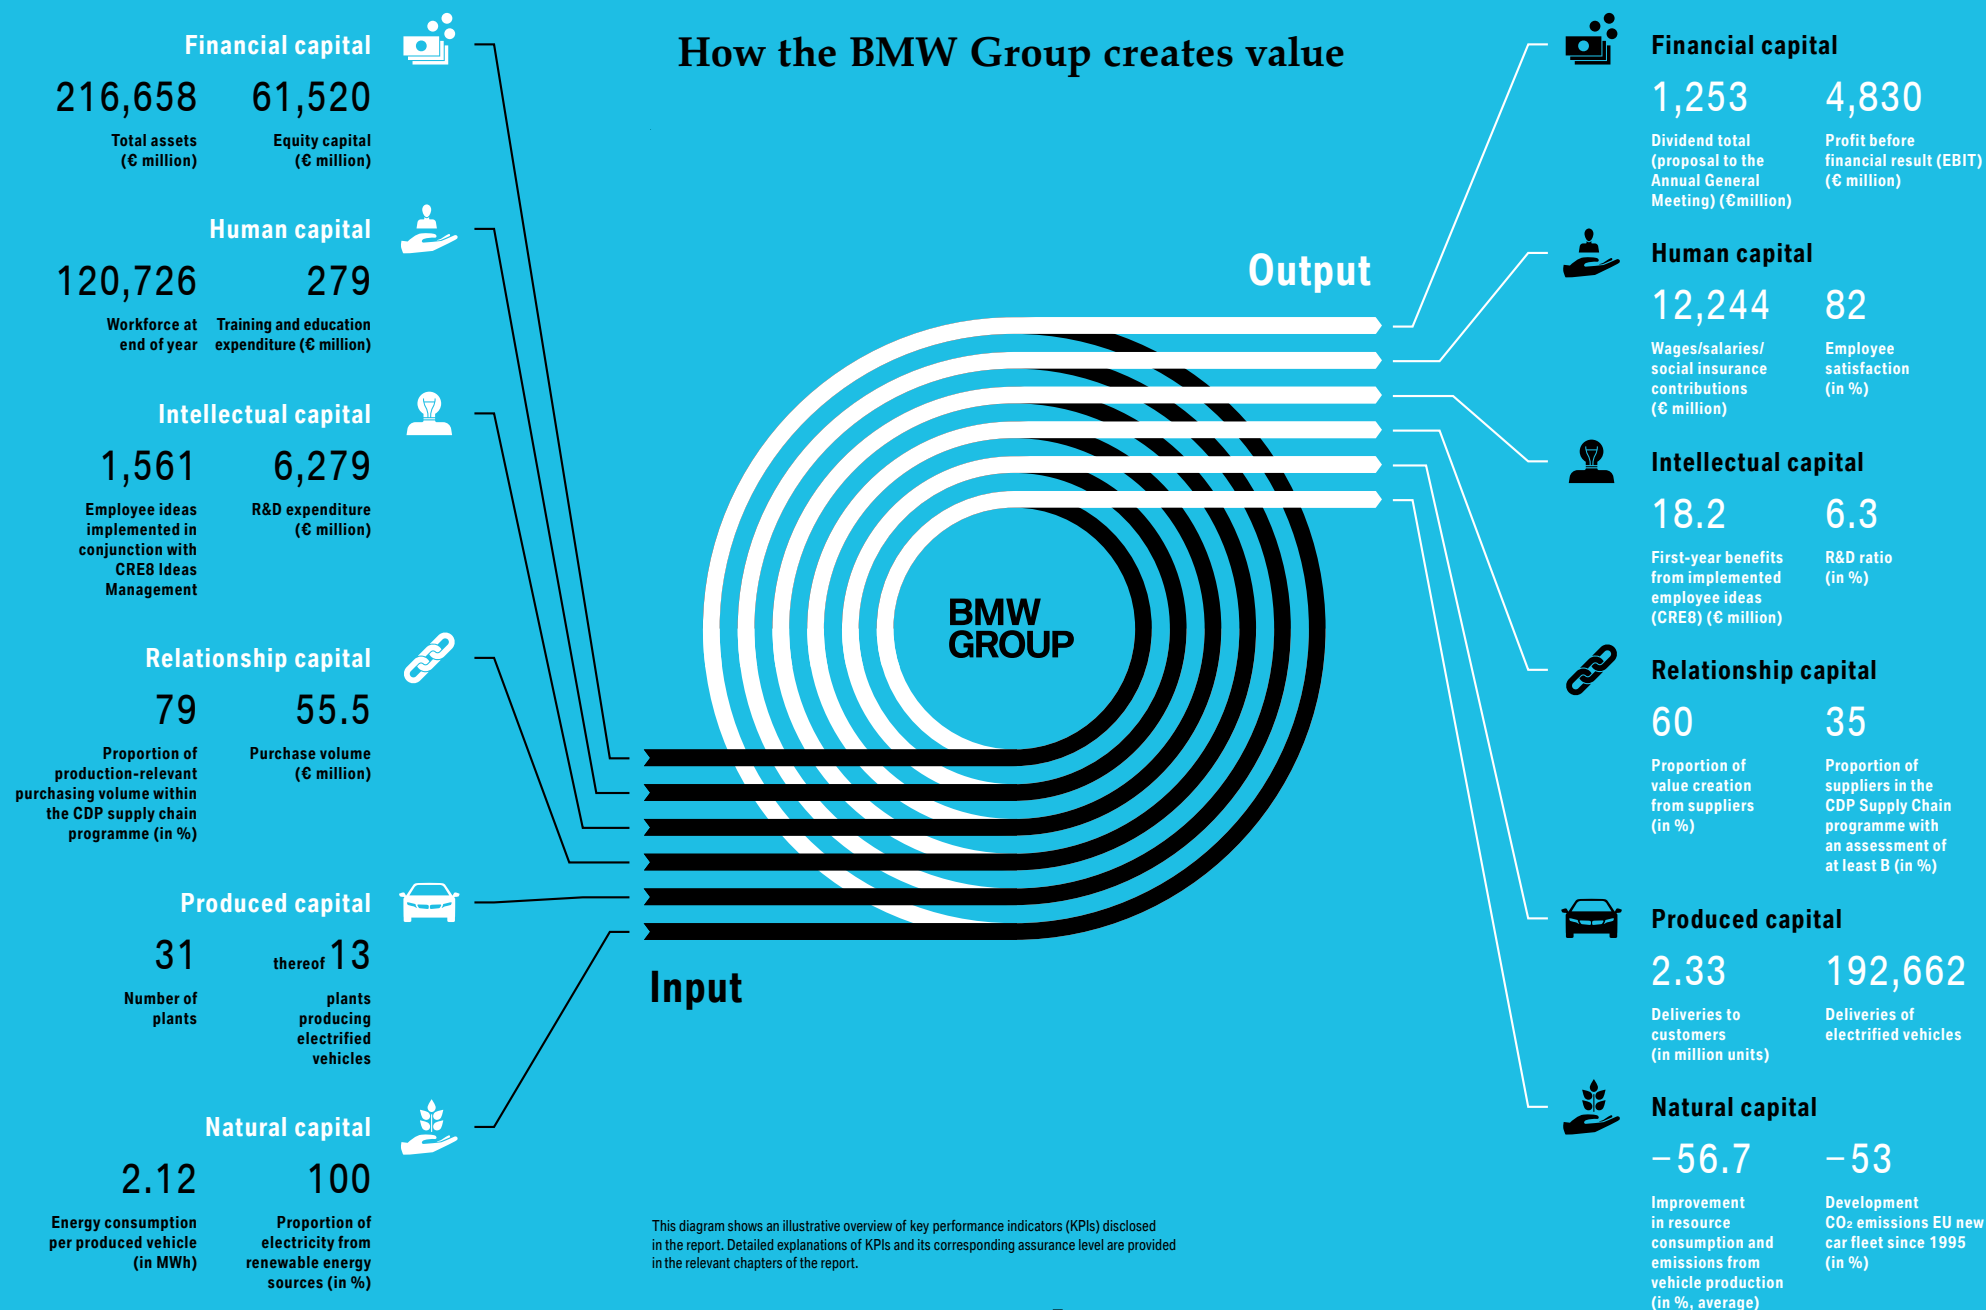 How the BMW Group creates value
Financial capital
216,658 61,520
Total assets Equity capital
(€ million) (€ million)
Human capital
120,726 279
Workforce at Training and education
end of year expenditure (€ million)
Intellectual capital
1,561 6,279
Employee ideas R&D expenditure
implemented in (€ million)
conjunction with
CRE8 Ideas
Management
Relationship capital
79 55.5
Proportion of Purchase volume
production-relevant (€ million)
purchasing volume within
the CDP supply chain
programme (in %)
Produced capital
31 thereof 13
Number of plants
plants producing
electrified
vehicles
Natural capital
2.12 100
Energy consumption Proportion of
per produced vehicle electricity from
(in MWh) renewable energy
sources (in %)
Input
BMW
GROUP
Output
This diagram shows an illustrative overview of key performance indicators (KPIs) disclosed
in the report. Detailed explanations of KPIs and its corresponding assurance level are provided
in the relevant chapters of the report.
Financial capital
1,253 4,830
Dividend total Profit before
(proposal to the financial result (EBIT)
Annual General (€ million)
Meeting) (€million)
Human capital
12,244 82
Wages/salaries/ Employee
social insurance satisfaction
contributions (in %)
(€ million)
Intellectual capital
18.2 6.3
First-year benefits R&D ratio
from implemented (in %)
employee ideas
(CRE8) (€ million)
Relationship capital
60 35
Proportion of Proportion of
value creation suppliers in the
from suppliers CDP Supply Chain
(in %) programme with
an assessment of
at least B (in %)
Produced capital
2.33 192,662
Deliveries to Deliveries of
customers electrified vehicles
(in million units)
Natural capital
–56.7 –53
Improvement Development
in resource CO₂ emissions EU new
consumption and car fleet since 1995
emissions from (in %)
vehicle production
(in %, average)